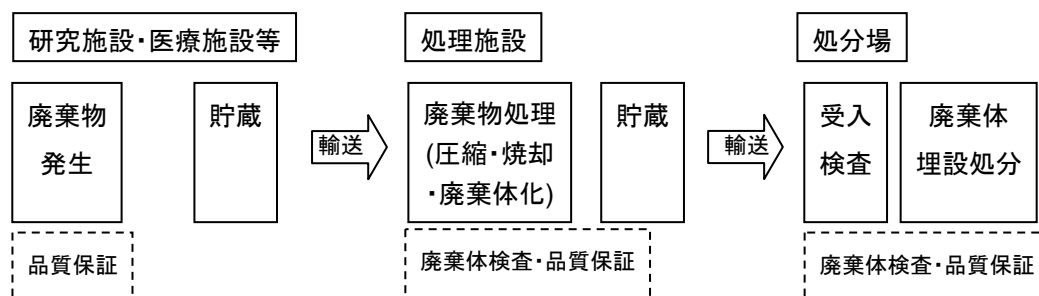 研究施設・医療施設等
処理施設
処分場
廃棄物
発生
貯蔵
輸送
廃棄物処理
(圧縮・焼却
・廃棄体化)
貯蔵
輸送
受入
検査
廃棄体
埋設処分
品質保証
廃棄体検査・品質保証
廃棄体検査・品質保証